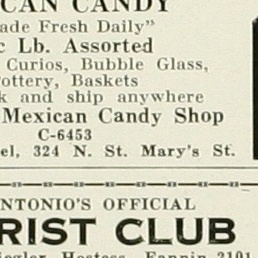 CAN CANDY
ade Fresh Daily"
c Lb. Assorted
Curios, Bubble Glass,
ottery, Baskets
k and ship anywhere
Mexican Candy Shop
C-6453
el, 324 N. St. Mary's St.
NTONIO'S OFFICIAL
RIST CLUB
iegler, Hostess, Fannin 2101